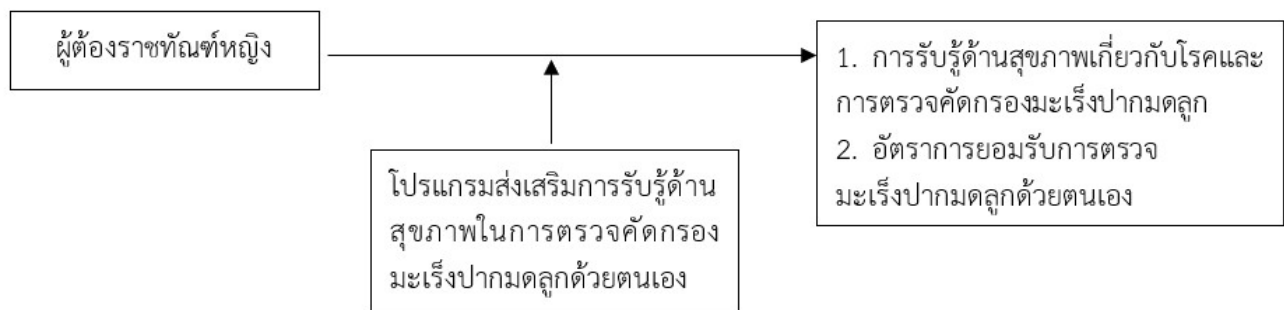 ผู้ต้องราชทัณฑ์หญิง
1. การรับรู้ด้านสุขภาพเกี่ยวกับโรคและ
การตรวจคัดกรองมะเร็งปากมดลูก
2. อัตราการยอมรับการตรวจ
มะเร็งปากมดลูกด้วยตนเอง
โปรแกรมส่งเสริมการรับรู้ด้าน
สุขภาพในการตรวจคัดกรอง
มะเร็งปากมดลูกด้วยตนเอง